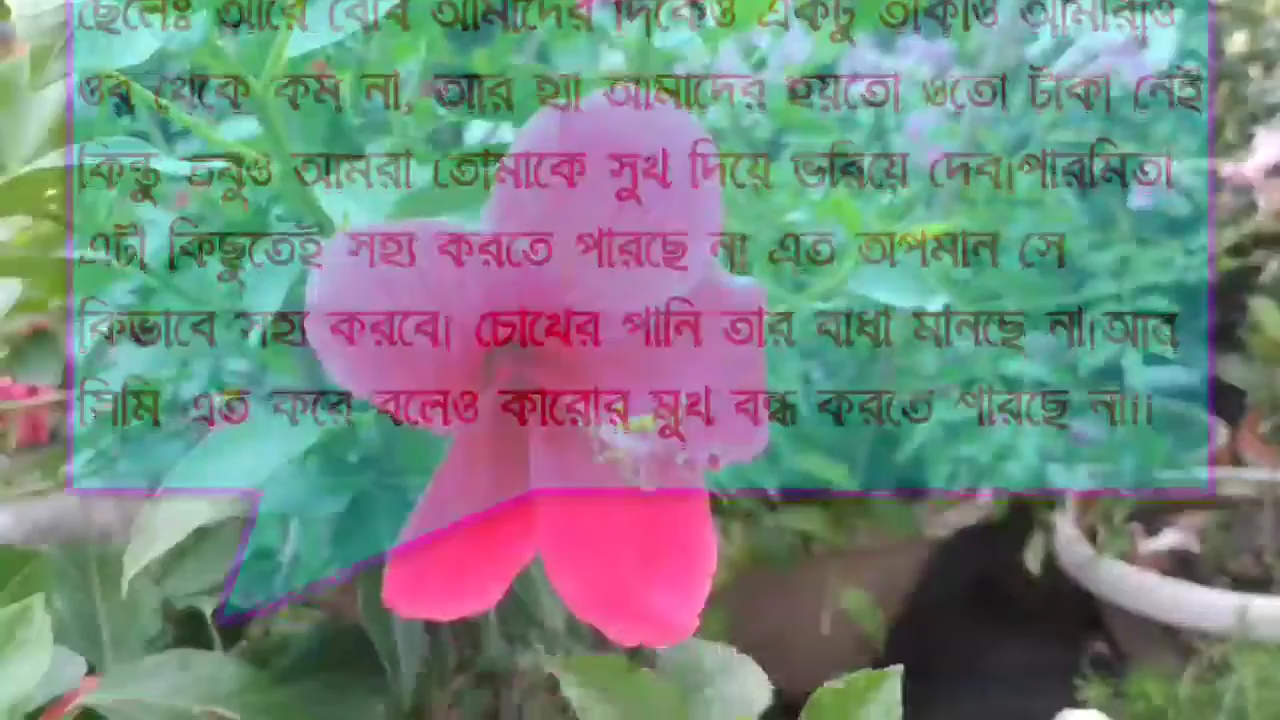 ছেলেঃ আরে বেবি আমাদের দিকেও একটু তাকাও আমারাও
ওর থেকে কম না, আর হ্যা আমাদের হয়তো ওতো টাকা নেই
কিন্তু তবুও আমরা তোমাকে সুখ দিয়ে ভরিয়ে দেব।পারমিতা
এটা কিছুতেই সহ্য করতে পারছে না এত অপমান সে
কিভাবে সহ্য করবে। চোখের পানি তার বাধা মানছে না।আর
সিমি এত করে বলেও কারোর মুখ বন্ধ করতে পারছে না।।